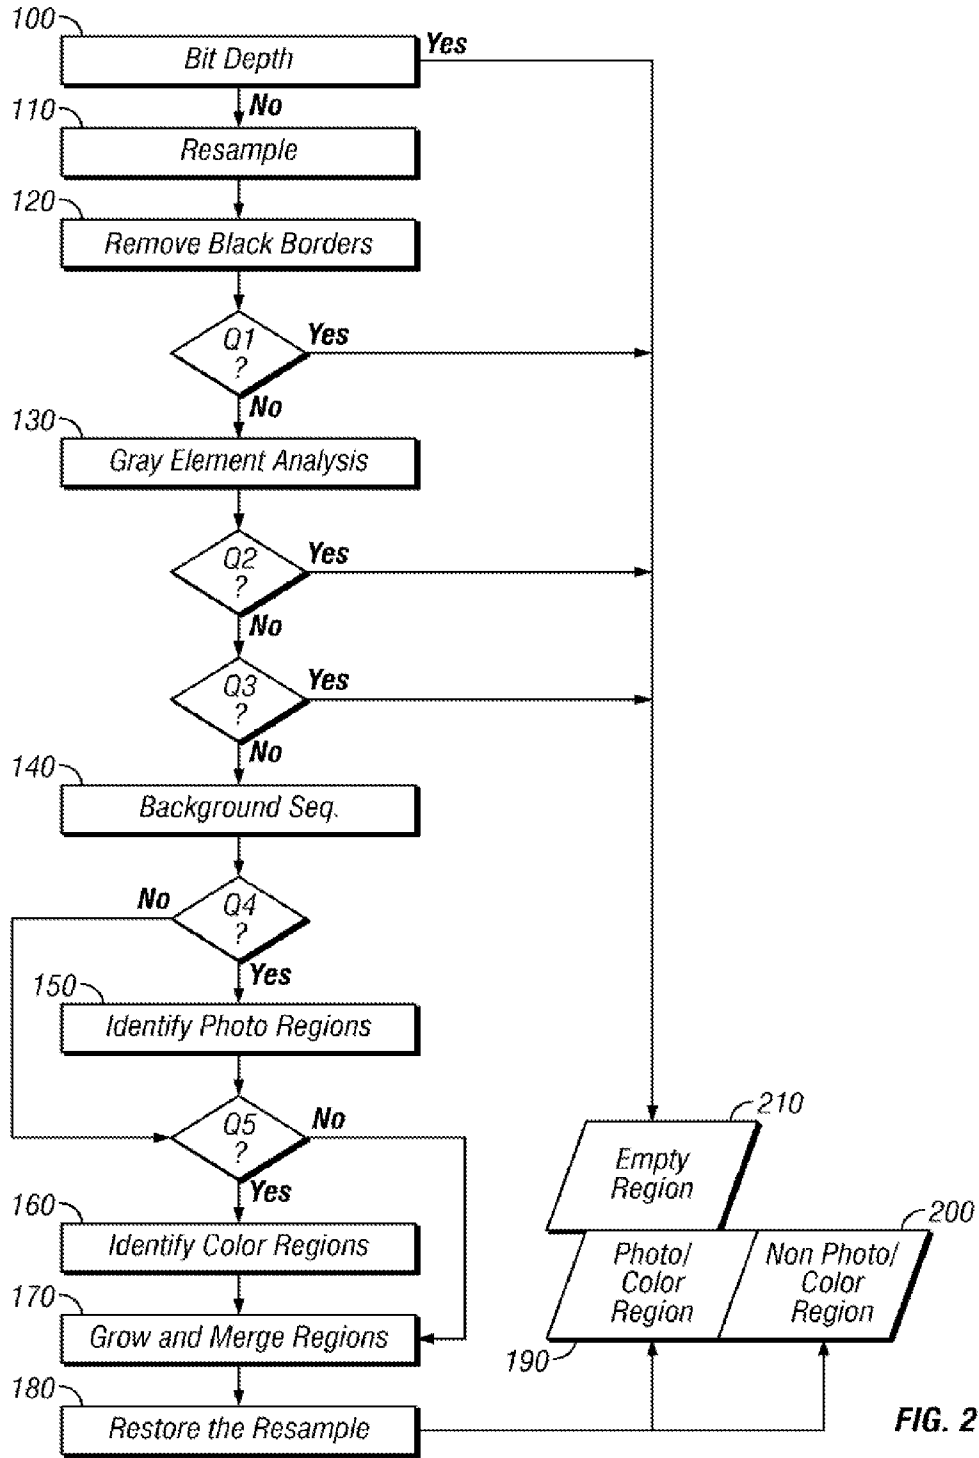 100
Bit Depth
Yes
No
110
Resample
120
Remove Black Borders
Q1
?
Yes
No
130
Gray Element Analysis
Q2
?
Yes
No
Q3
?
Yes
No
140
Background Seq.
No
Q4
?
Yes
150
Identify Photo Regions
Q5
?
No
Yes
160
Identify Color Regions
170
Grow and Merge Regions
180
Restore the Resample
210
Empty
Region
200
Photo/
Color
Region
Non Photo/
Color
Region
190
FIG. 2